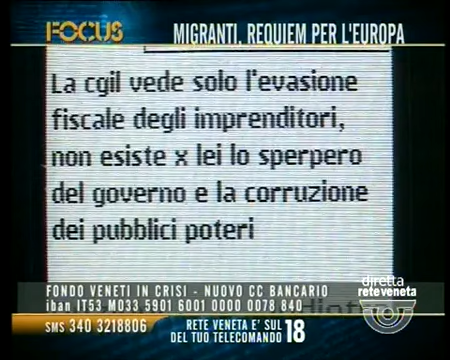 FOCUS
MIGRANTI, REQUIEM PER L'EUROPA
La cgil vede solo l'evasione
fiscale degli imprenditori,
non esiste x lei lo sperpero
del governo e la corruzione
dei pubblici poteri
diretta
reteveneta
FONDO VENETI IN CRISI - NUOVO CC BANCARIO
iban IT53 M033 5901 6001 0000 0078 840
SMS 340 3218806
RETE VENETA E' SUL
DEL TUO TELECOMANDO 18